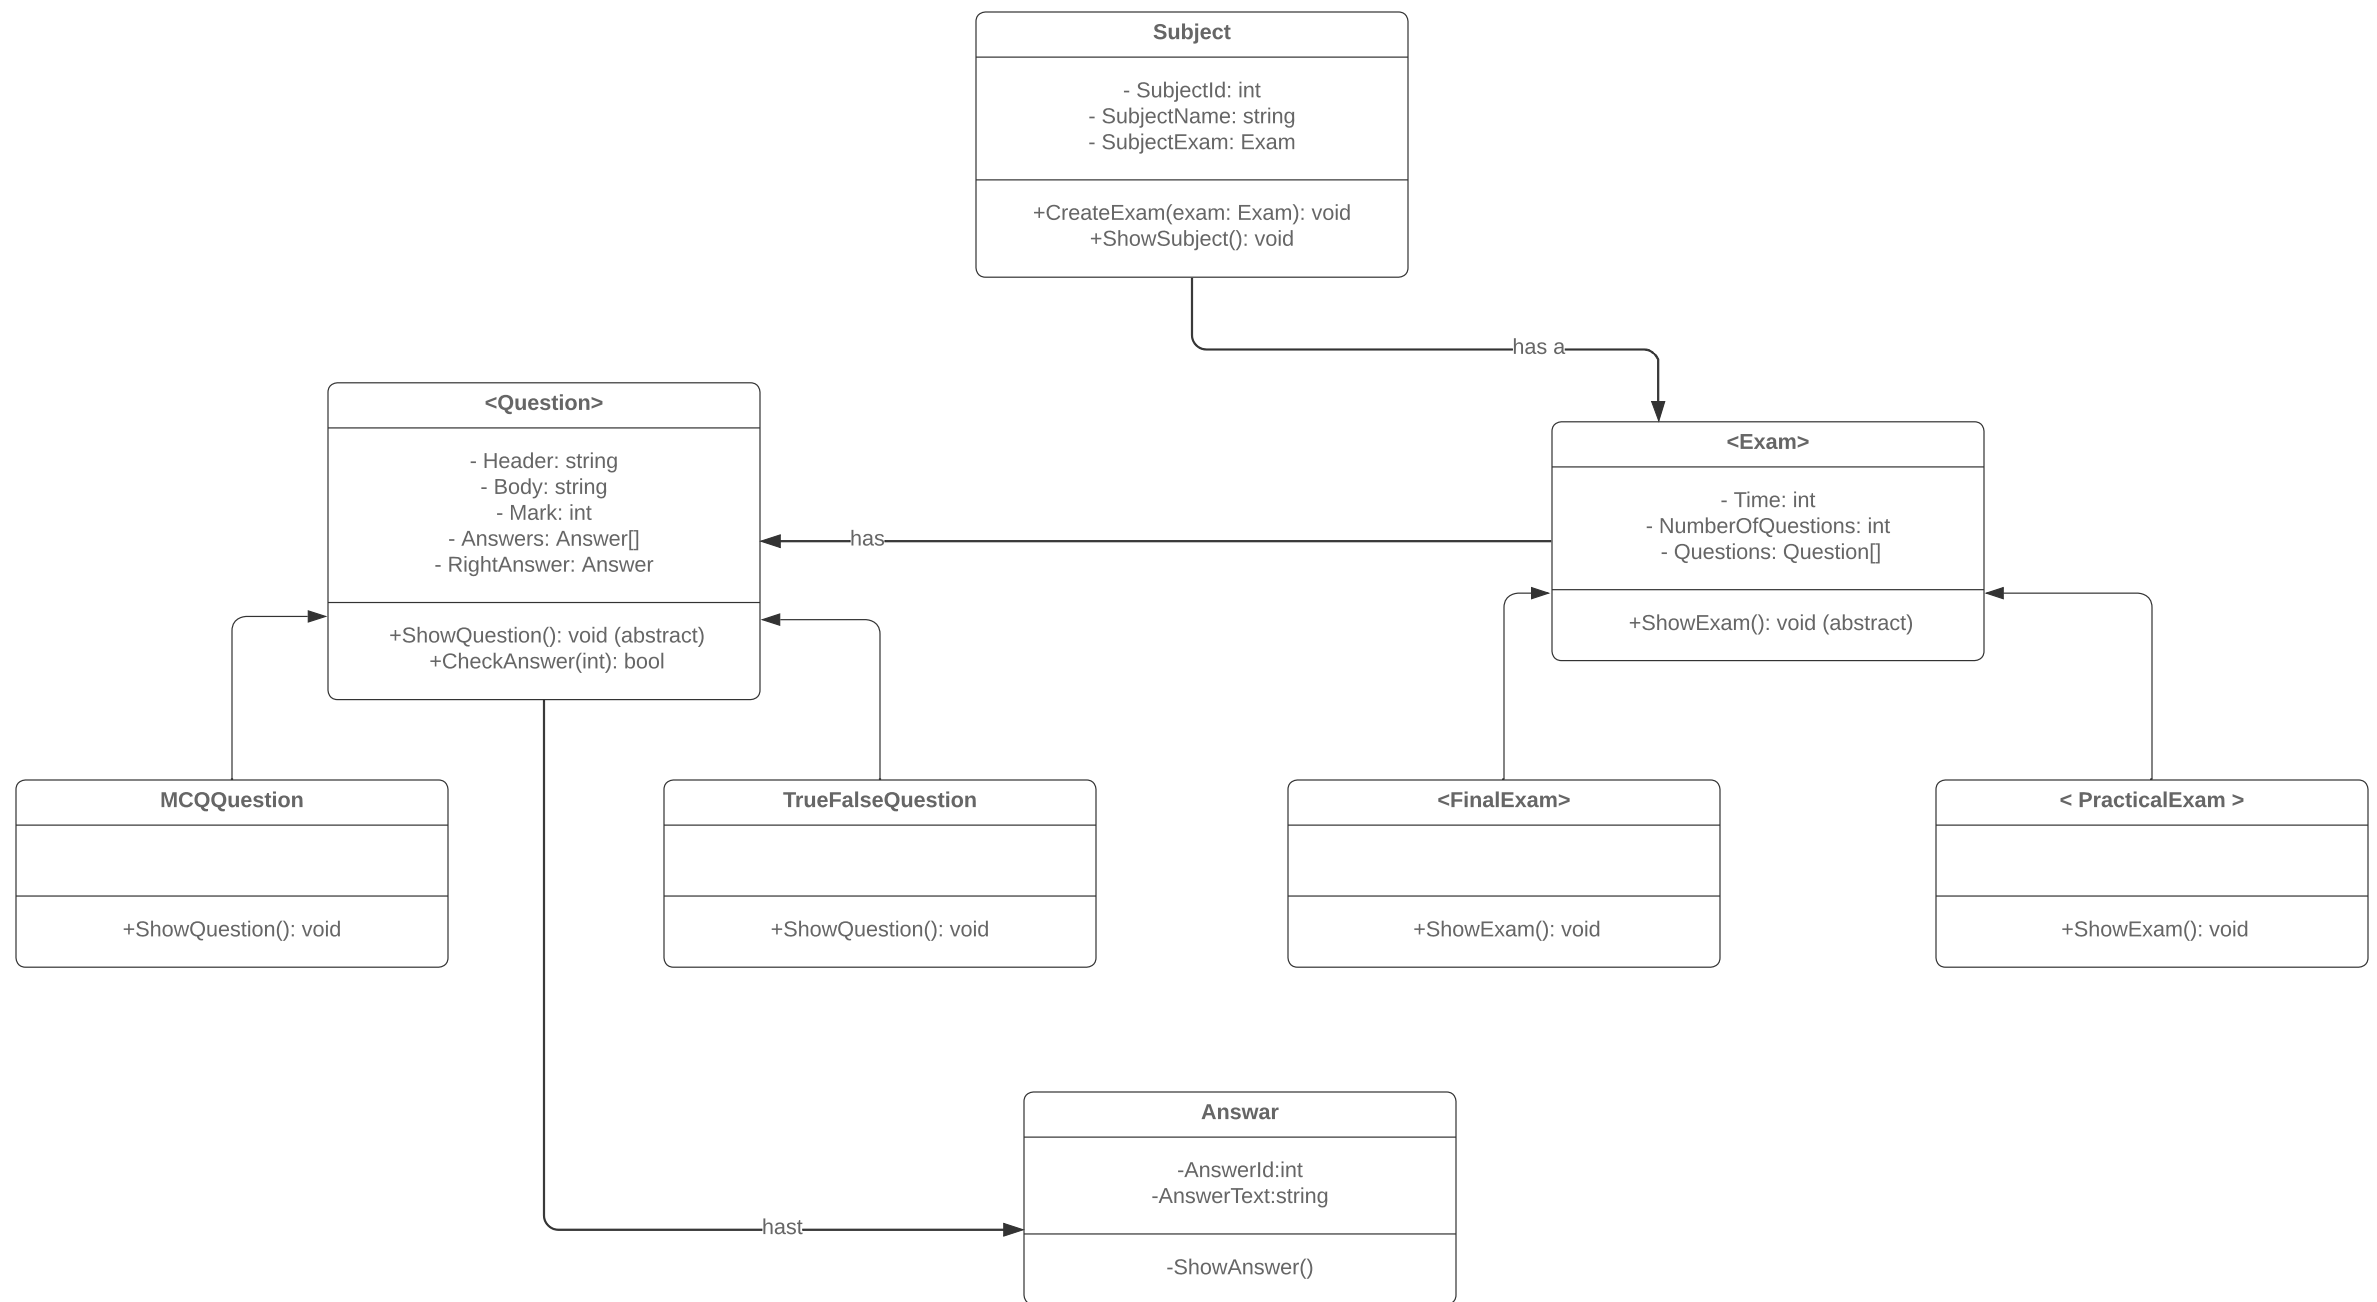 Subject
- SubjectId: int
- SubjectName: string
- SubjectExam: Exam
+CreateExam(exam: Exam): void
+ShowSubject(): void
has a
<Question>
- Header: string
- Body: string
- Mark: int
- Answers: Answer[]
- RightAnswer: Answer
+ShowQuestion(): void (abstract)
+CheckAnswer(int): bool
has
<Exam>
- Time: int
- NumberOfQuestions: int
- Questions: Question[]
+ShowExam(): void (abstract)
MCQQuestion
+ShowQuestion(): void
TrueFalseQuestion
+ShowQuestion(): void
<FinalExam>
+ShowExam(): void
< PracticalExam >
+ShowExam(): void
hast
Answar
-AnswerId:int
-AnswerText:string
-ShowAnswer()